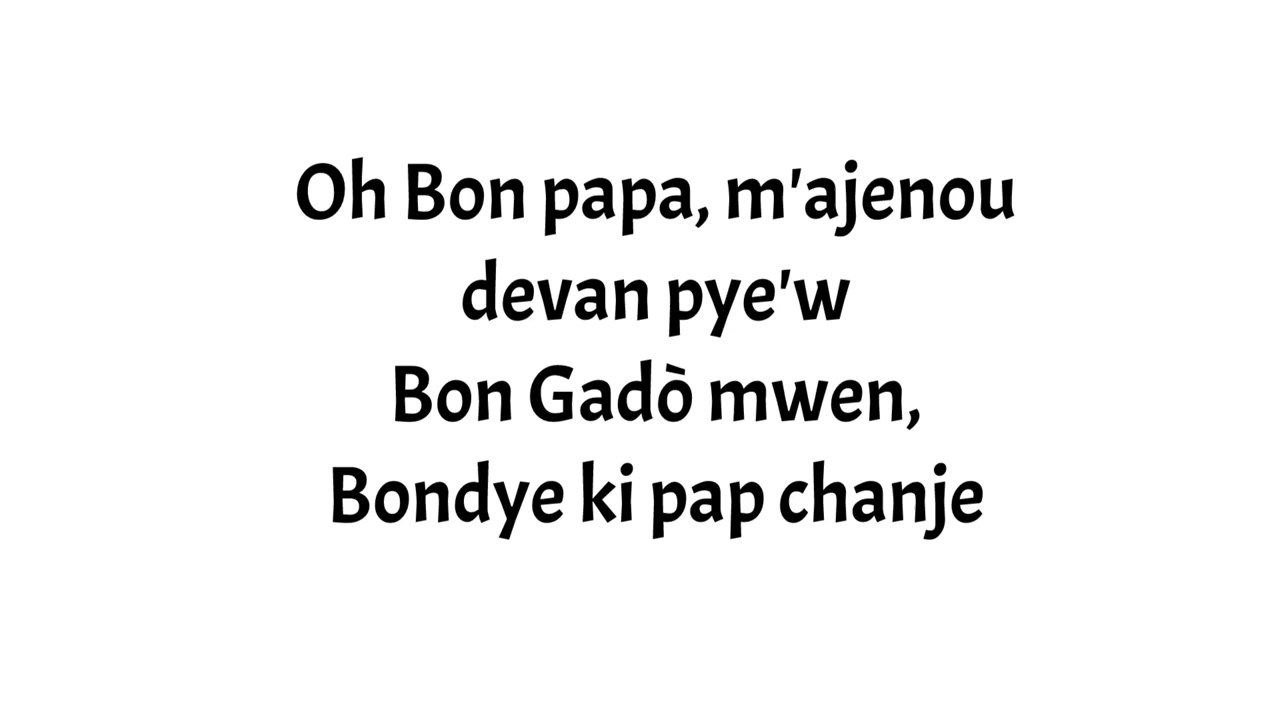 Oh Bon papa, m'ajenou
devan pye'w
Bon Gadò mwen,
Bondye ki pap chanje